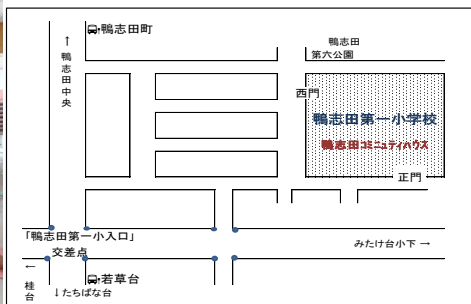 鴨志田町
↑
鴨志田中央
鴨志田
第六公園
西門
鴨志田第一小学校
鴨志田コミュニティハウス
正門
「鴨志田第一小入口」
交差点
みたけ台小下 →
← 桂台
若草台
↓たちばな台